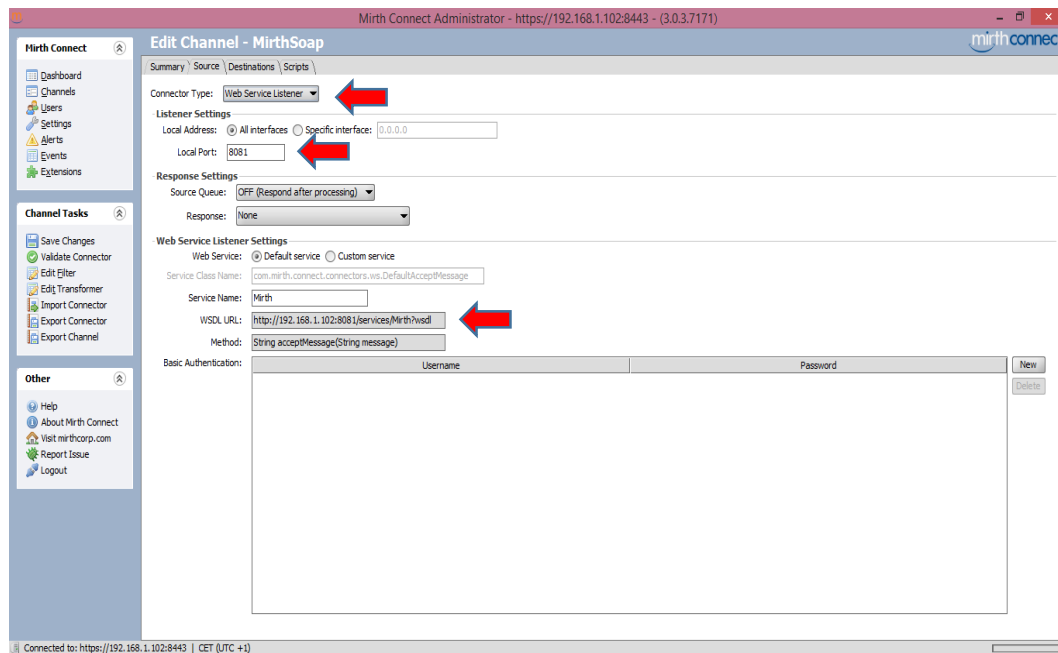 Mirth Connect Administrator - https://192.168.1.102:8443 - (3.0.3.7171)
Mirth Connect
Dashboard
Channels
Users
Settings
Alerts
Events
Extensions
Channel Tasks
Save Changes
Validate Connector
Edit Filter
Edit Transformer
Import Connector
Export Connector
Export Channel
Other
Help
About Mirth Connect
Visit mirthcorp.com
Report Issue
Logout
Edit Channel - MirthSoap
mirth connec
Summary Source Destinations Scripts
Connector Type: Web Service Listener
Listener Settings
Local Address: All interfaces Specific interface: 0.0.0.0
Local Port: 8081
Response Settings
Source Queue: OFF (Respond after processing)
Response: None
Web Service Listener Settings
Web Service: Default service Custom service
Service Class Name: com.mirth.connect.connectors.ws.DefaultAcceptMessage
Service Name: Mirth
WSDL URL: http://192.168.1.102:8081/services/Mirth?wsdl
Method: String acceptMessage(String message)
Basic Authentication: Username Password New
Delete
Connected to: https://192.168.1.102:8443 | CET (UTC +1)